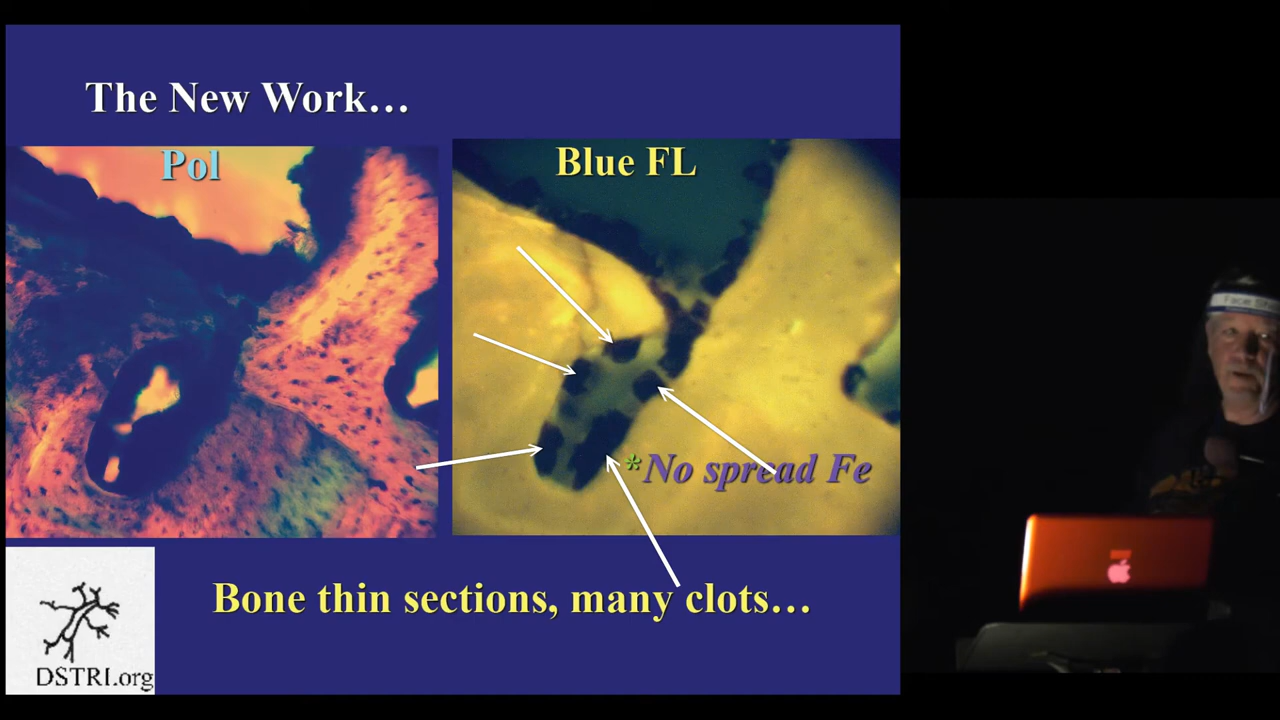 The New Work…
Pol
Blue FL
*No spread Fe
Bone thin sections, many clots…
DSTRI.org